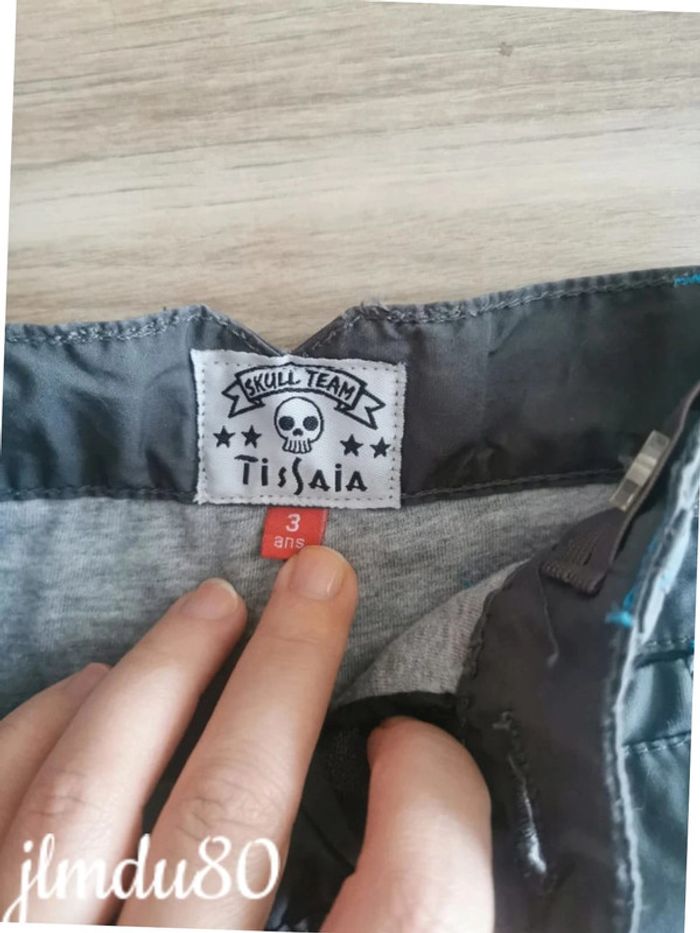 SKULL TEAM
TiSSAiA
3
ans
jlmdu80